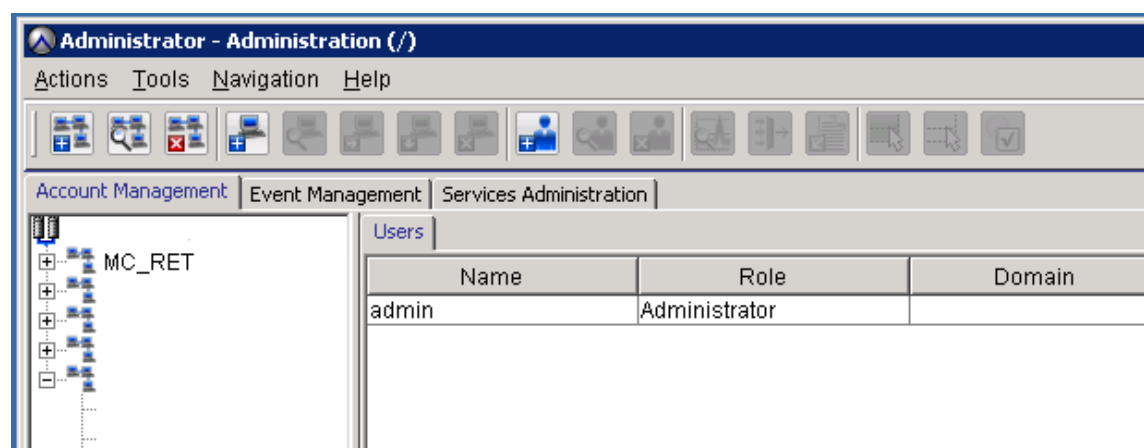 Administrator - Administration (/)
Actions Tools Navigation Help
Account Management Event Management Services Administration
MC_RET
Users
Name Role Domain
admin Administrator